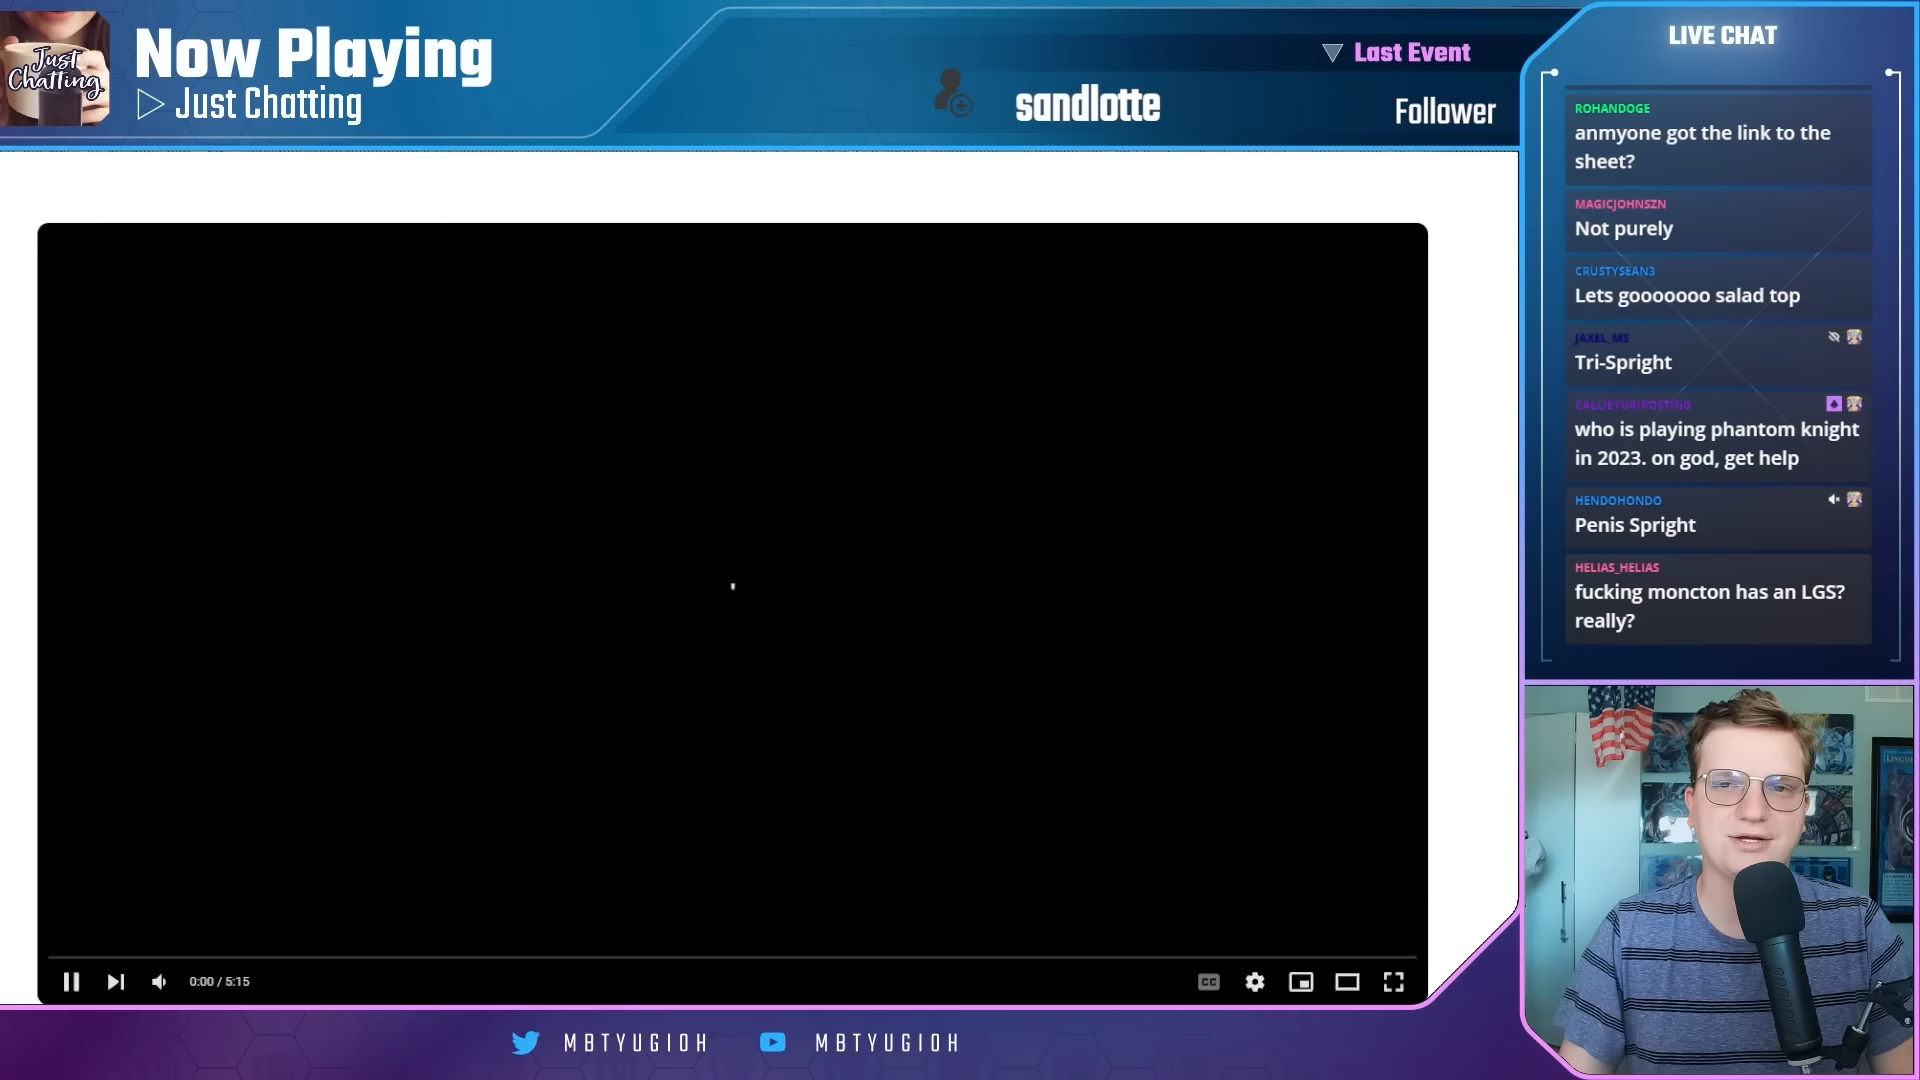 Just
Chatting
Now Playing
Just Chatting
Last Event
sandlotte
Follower
LIVE CHAT
ROHANDOGE
anmyone got the link to the
sheet?
MAGICJOHNSZN
Not purely
CRUSTYSEAN3
Lets gooooooo salad top
JAXEL_MS
Tri-Spright
CALLIEYURIPOSTING
who is playing phantom knight
in 2023. on god, get help
HENDOHONDO
Penis Spright
HELIAS_HELIAS
fucking moncton has an LGS?
really?
0:00 / 5:15
CC
MBTYUGIOH
MBTYUGIOH